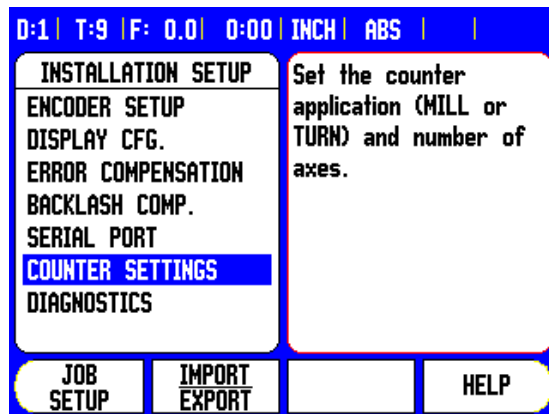 D:1| T:9 |F: 0.0| 0:00| INCH| ABS | |
INSTALLATION SETUP
ENCODER SETUP
DISPLAY CFG.
ERROR COMPENSATION
BACKLASH COMP.
SERIAL PORT
COUNTER SETTINGS
DIAGNOSTICS
Set the counter
application (MILL or
TURN) and number of
axes.
JOB
SETUP
IMPORT
EXPORT
HELP